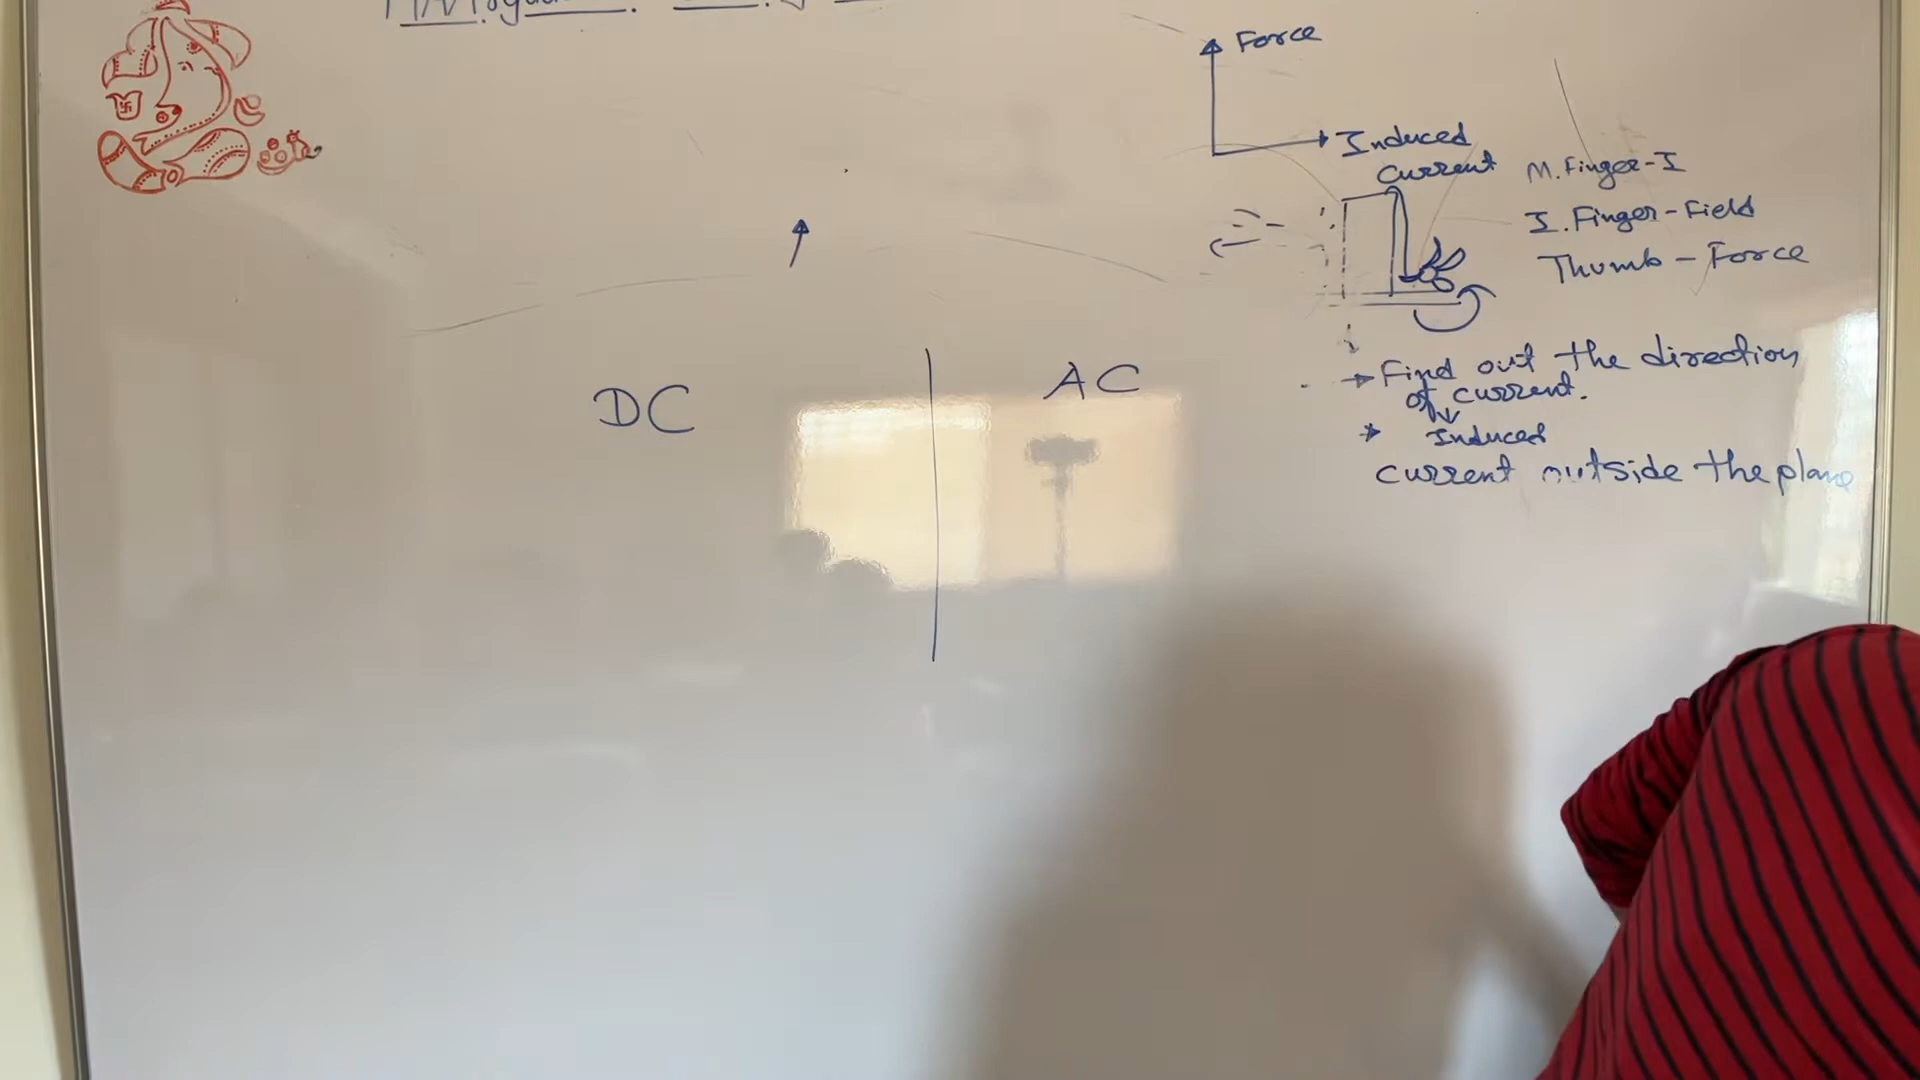 Force
Induced
Current
M. Finger-I
I. Finger-Field
Thumb - Force
DC
AC
→ Find out the direction
of current.
Induced
current outside the plane